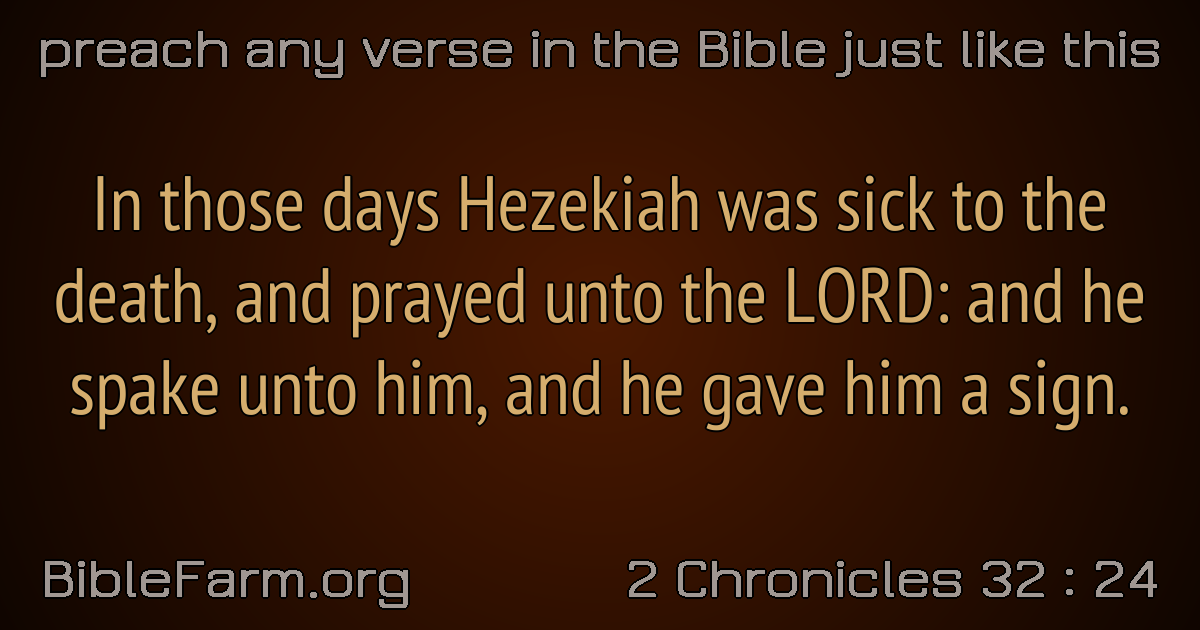 preach any verse in the Bible just like this
In those days Hezekiah was sick to the
death, and prayed unto the LORD: and he
spake unto him, and he gave him a sign.
BibleFarm.org
2 Chronicles 32 : 24